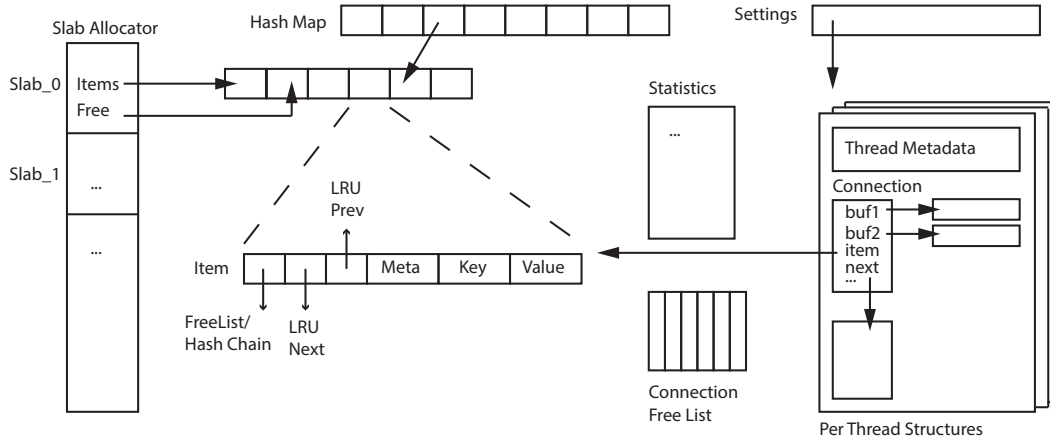 Hash Map
Settings
Slab Allocator
Slab_0
Items
Free
Slab_1
...
...
Statistics
...
Thread Metadata
Connection
buf1
buf2
item
next
...
LRU
Prev
Item
Meta
Key
Value
FreeList/
Hash Chain
LRU
Next
Connection
Free List
Per Thread Structures